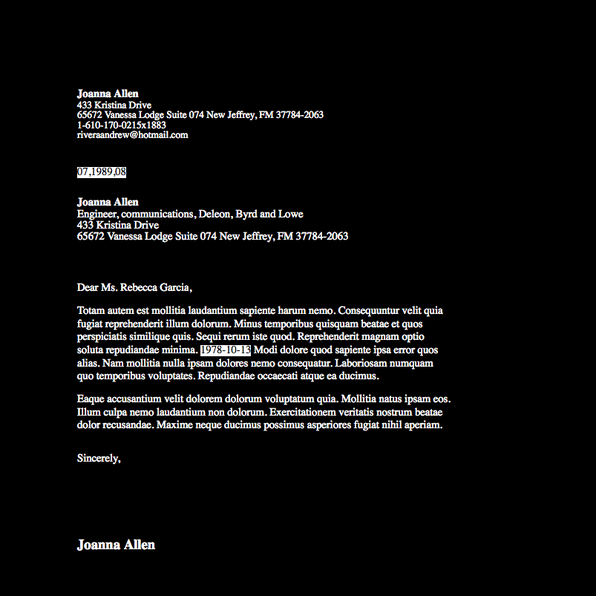 Joanna Allen
433 Kristina Drive
65672 Vanessa Lodge Suite 074 New Jeffrey, FM 37784-2063
1-610-170-0215x1883
riveraandrew@hotmail.com
07,1989,08
Joanna Allen
Engineer, communications, Deleon, Byrd and Lowe
433 Kristina Drive
65672 Vanessa Lodge Suite 074 New Jeffrey, FM 37784-2063
Dear Ms. Rebecca Garcia,
Totam autem est mollitia laudantium sapiente harum nemo. Consequuntur velit quia
fugiat reprehenderit illum dolorum. Minus temporibus quisquam beatae et quos
perspiciatis similique quis. Sequi rerum iste quod. Reprehenderit magnam optio
soluta repudiandae minima. 1978-10-13 Modi dolore quod sapiente ipsa error quos
alias. Nam mollitia nulla ipsam dolores nemo consequatur. Laboriosam numquam
quo temporibus voluptates. Repudiandae occaecati atque ea ducimus.
Eaque accusantium velit dolorem dolorum voluptatum quia. Mollitia natus ipsam eos.
Illum culpa nemo laudantium non dolorum. Exercitationem veritatis nostrum beatae
dolor recusandae. Maxime neque ducimus possimus asperiores fugiat nihil aperiam.
Sincerely,
Joanna Allen